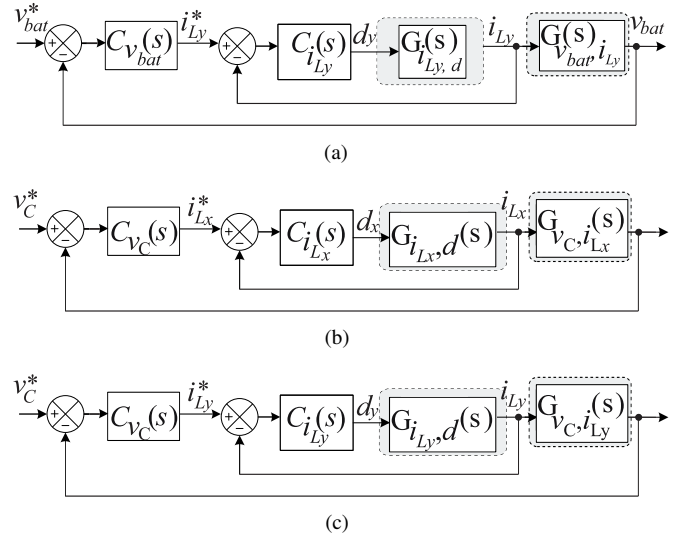 v*bat + − Cvbat(s) i*Ly + − CiLy(s) dy GiLy, d(s) iLy Gvbat, iLy(s) vbat
(a)
v*C + − CvC(s) i*Lx + − CiLx(s) dx GiLx,d(s) iLx GvC,iLx(s)
(b)
v*C + − CvC(s) i*Ly + − CiLy(s) dy GiLy,d(s) iLy GvC,iLy(s)
(c)